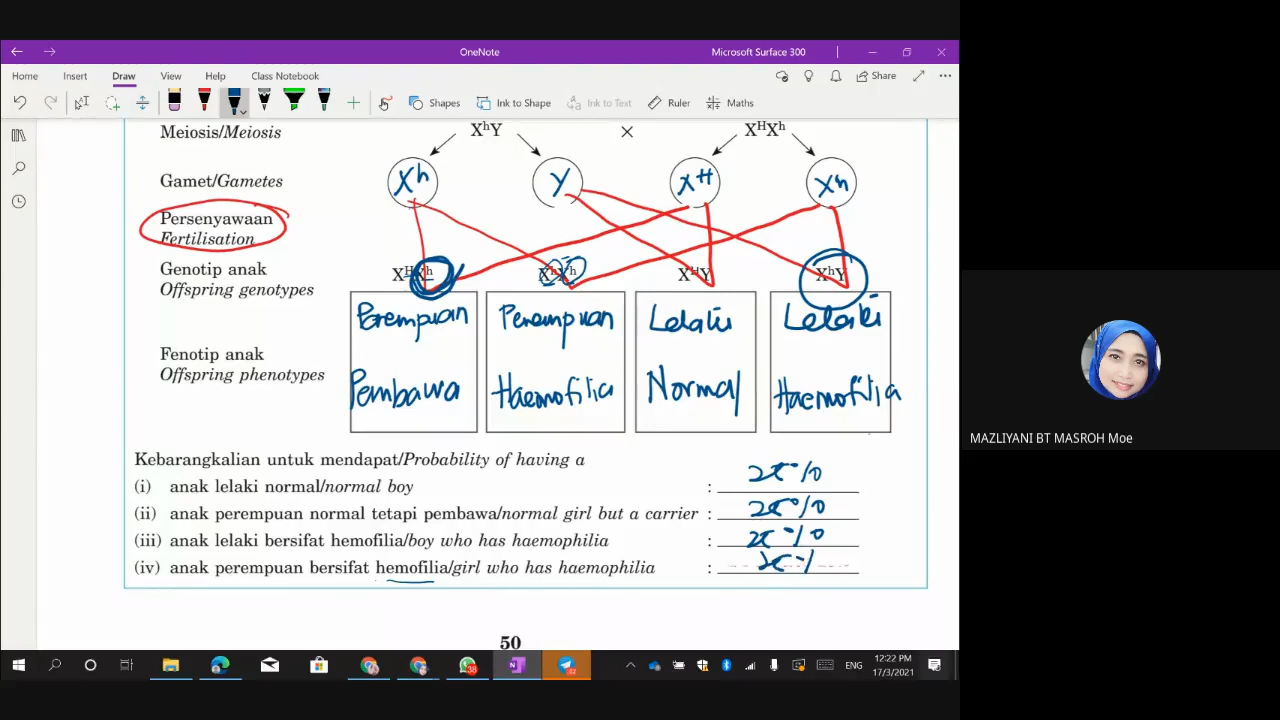 OneNote
Microsoft Surface 300
Home Insert Draw View Help Class Notebook Share
Shapes Ink to Shape Ink to Text Ruler Maths
Meiosis/Meiosis XʰY × XᴴXʰ
Gamet/Gametes Xʰ Y Xᴴ Xʰ
Persenyawaan
Fertilisation
Genotip anak XᴴXʰ XʰXʰ XᴴY XʰY
Offspring genotypes
Perempuan Perempuan Lelaki Lelaki
Fenotip anak
Offspring phenotypes
Pembawa Haemofilia Normal Haemofilia
Kebarangkalian untuk mendapat/Probability of having a
(i) anak lelaki normal/normal boy : 25%
(ii) anak perempuan normal tetapi pembawa/normal girl but a carrier : 25%
(iii) anak lelaki bersifat hemofilia/boy who has haemophilia : 25%
(iv) anak perempuan bersifat hemofilia/girl who has haemophilia :
50
MAZLIYANI BT MASROH Moe
ENG
12:22 PM
17/3/2021